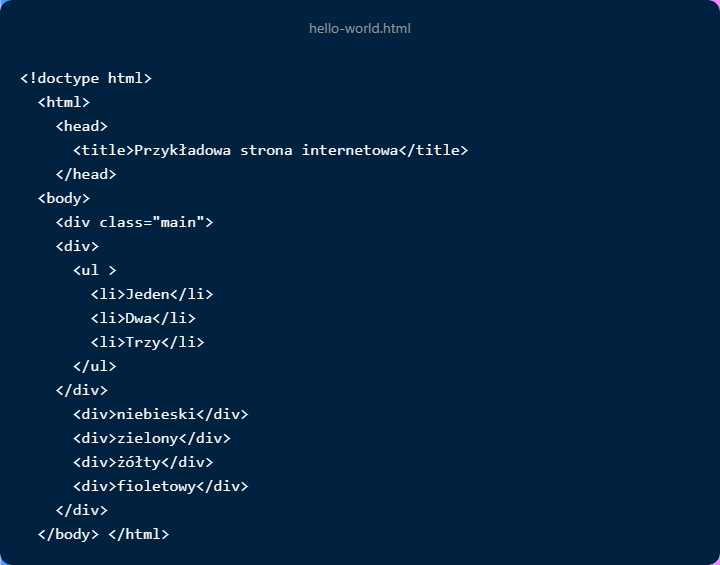 hello-world.html
<!doctype html>
<html>
<head>
<title>Przykładowa strona internetowa</title>
</head>
<body>
<div class="main">
<div>
<ul >
<li>Jeden</li>
<li>Dwa</li>
<li>Trzy</li>
</ul>
</div>
<div>niebieski</div>
<div>zielony</div>
<div>żółty</div>
<div>fioletowy</div>
</div>
</body> </html>